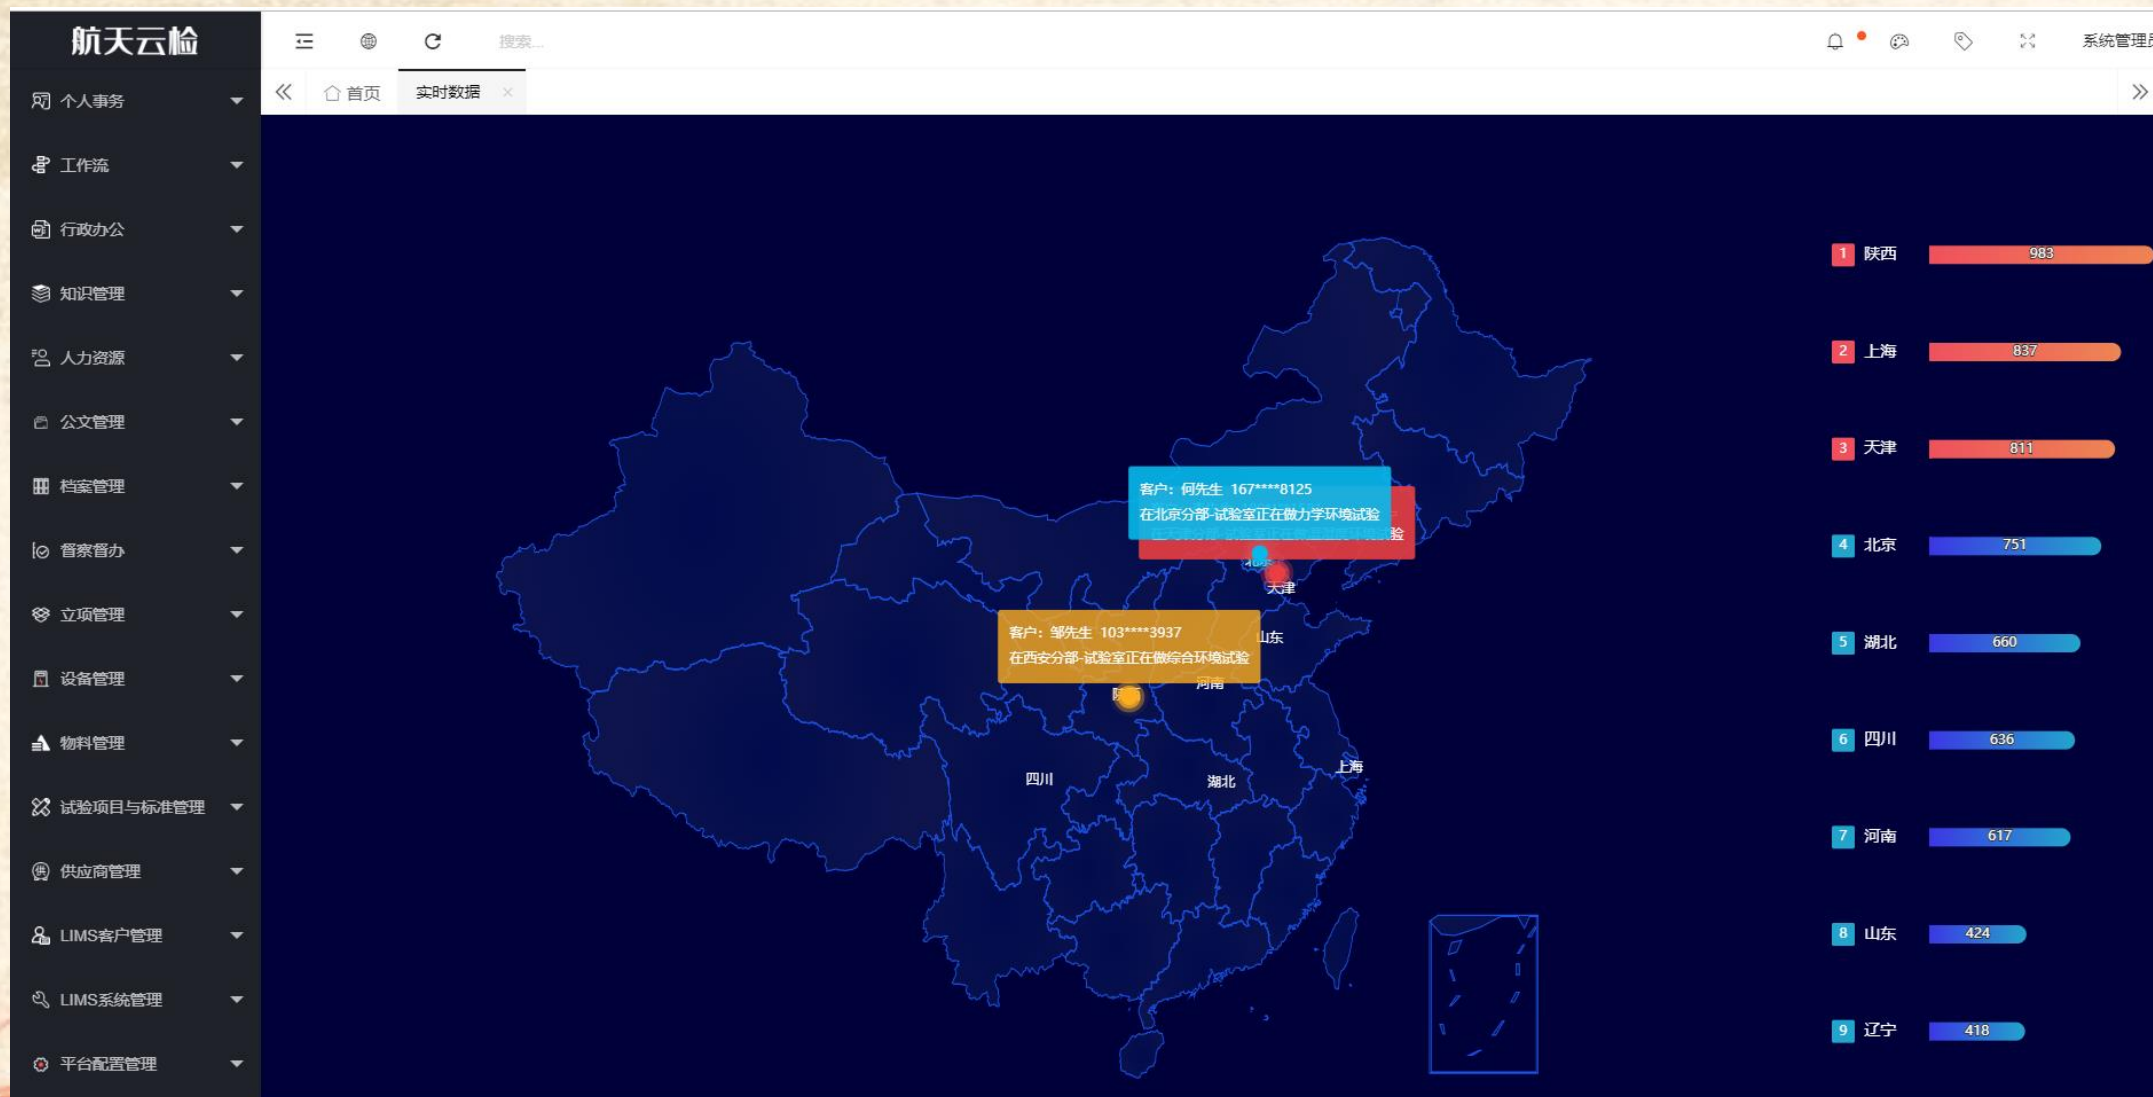 航天云检
搜索...
系统管理员
个人事务
首页
实时数据
工作流
行政办公
知识管理
人力资源
公文管理
档案管理
督察督办
立项管理
设备管理
物料管理
试验项目与标准管理
供应商管理
LIMS客户管理
LIMS系统管理
平台配置管理
客户：何先生 167****8125
在北京分部-试验室正在做力学环境试验
验
天津
客户：邹先生 103****3937
在西安分部-试验室正在做综合环境试验
山东
河南
四川
湖北
上海
1 陕西 983
2 上海 837
3 天津 811
4 北京 751
5 湖北 660
6 四川 636
7 河南 617
8 山东 424
9 辽宁 418